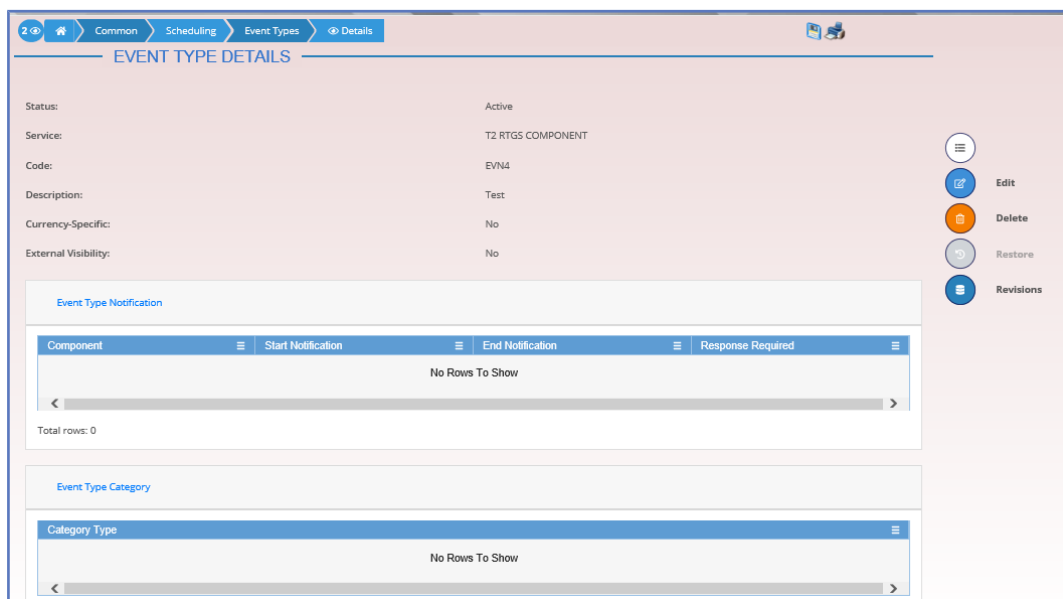 2 Common Scheduling Event Types Details
EVENT TYPE DETAILS
Status: Active
Service: T2 RTGS COMPONENT
Code: EVN4
Description: Test
Currency-Specific: No
External Visibility: No
Edit
Delete
Restore
Revisions
Event Type Notification
Component Start Notification End Notification Response Required
No Rows To Show
Total rows: 0
Event Type Category
Category Type
No Rows To Show